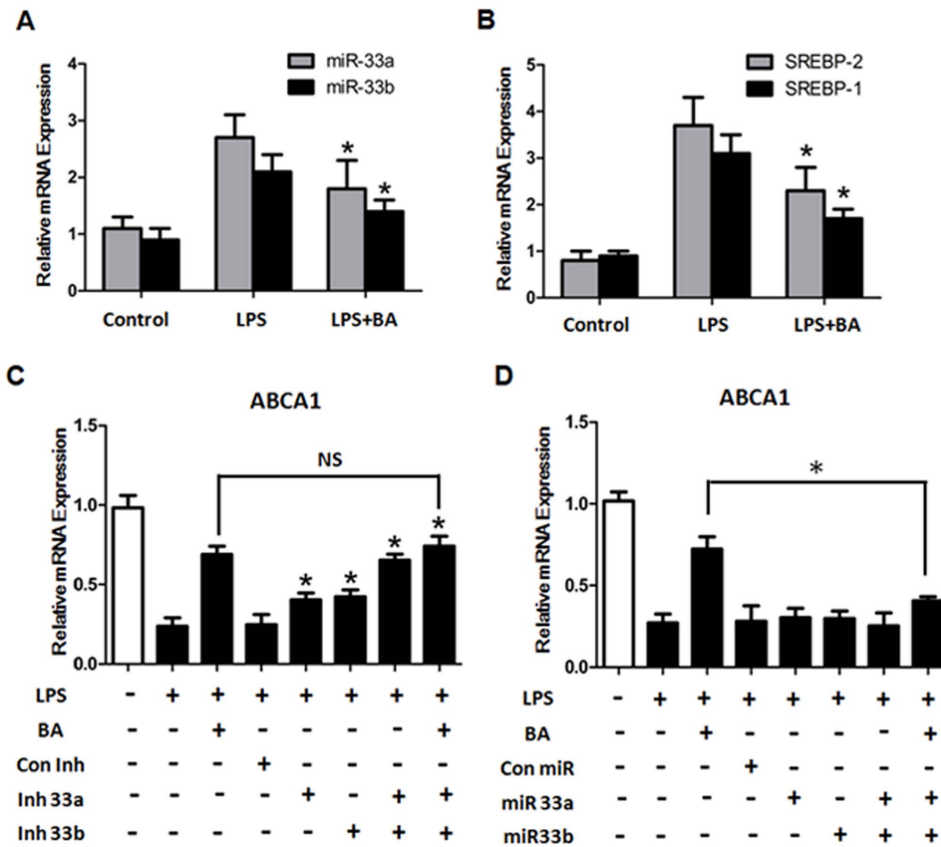 A
miR-33a
miR-33b
Relative mRNA Expression
4
3
2
1
0
* *
Control LPS LPS+BA
B
SREBP-2
SREBP-1
Relative mRNA Expression
5
4
3
2
1
0
* *
Control LPS LPS+BA
C
ABCA1
Relative mRNA Expression
1.5
1.0
0.5
0.0
NS
* * * *
LPS - + + + + + + +
BA - - + - - - - +
Con Inh - - - + - - - -
Inh 33a - - - - + - + +
Inh 33b - - - - - + + +
D
ABCA1
Relative mRNA Expression
1.5
1.0
0.5
0.0
*
LPS - + + + + + + +
BA - - + - - - - +
Con miR - - - + - - - -
miR 33a - - - - + - + +
miR33b - - - - - + + +